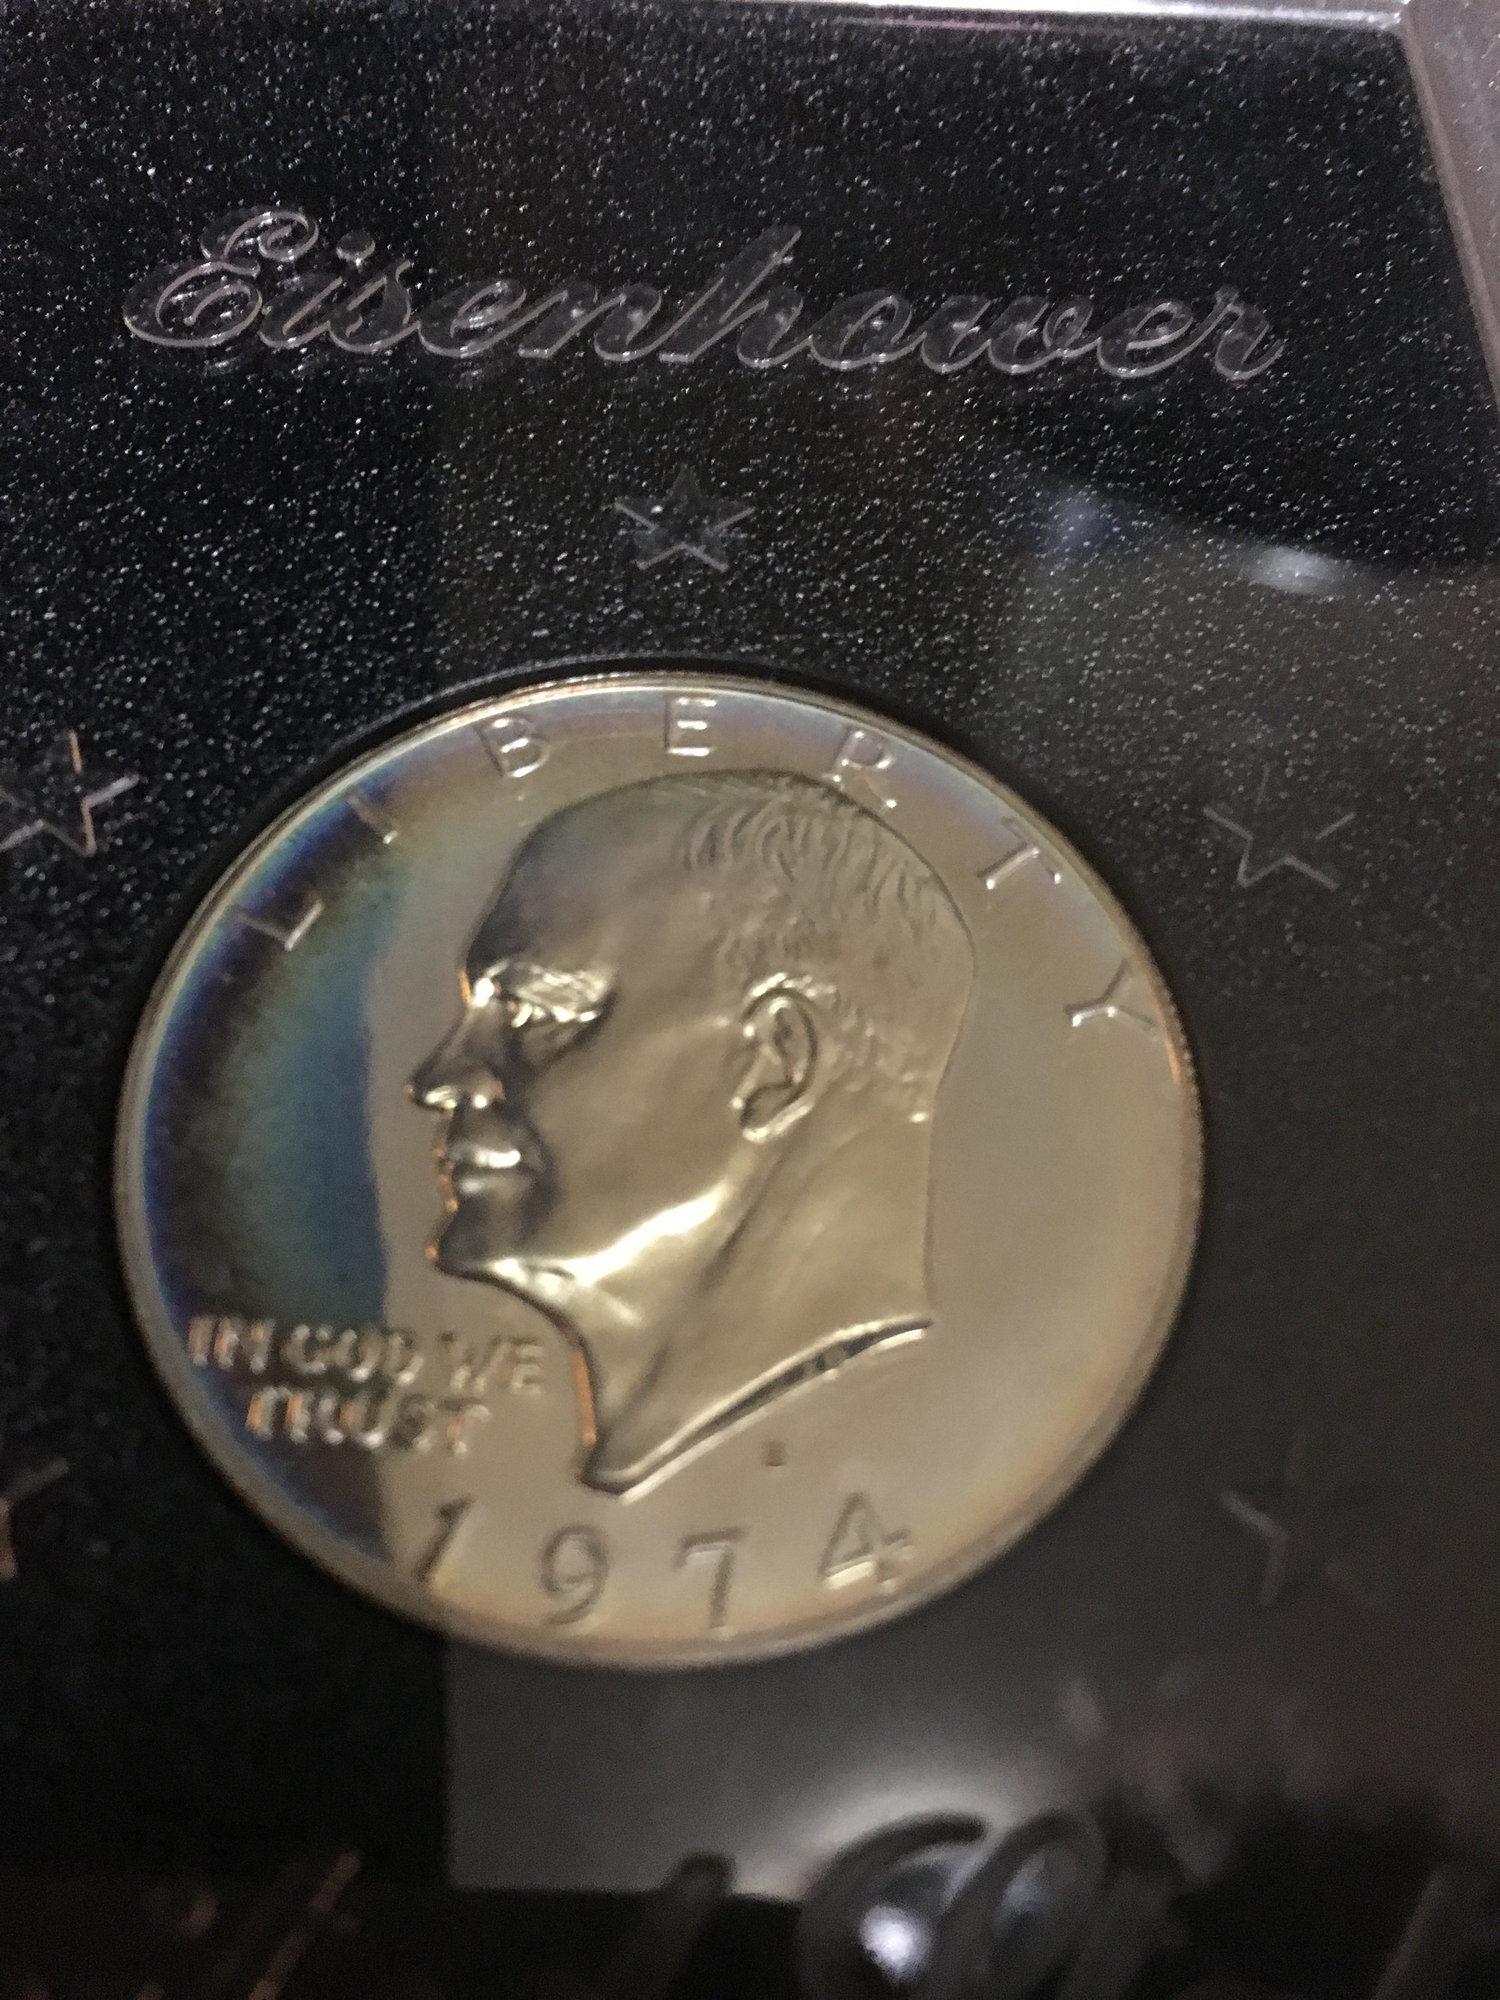 Eisenhower
LIBERTY
IN GOD WE
TRUST
1974